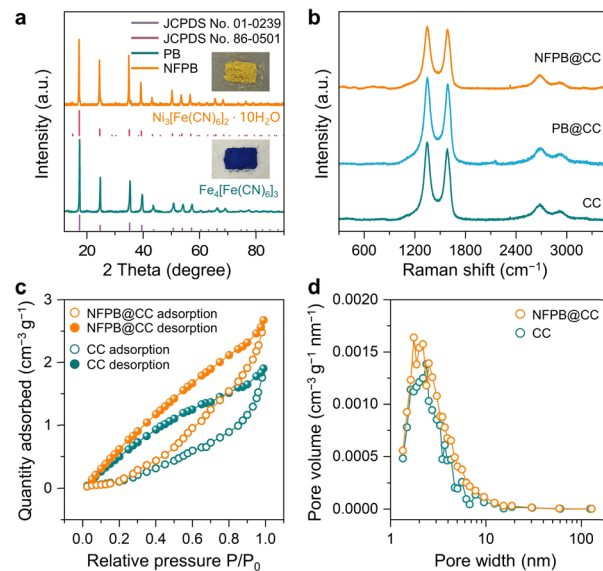 a
JCPDS No. 01-0239
JCPDS No. 86-0501
PB
NFPB
Ni₃[Fe(CN)₆]₂ · 10H₂O
Fe₄[Fe(CN)₆]₃
Intensity (a.u.)
20 40 60 80
2 Theta (degree)
b
NFPB@CC
PB@CC
CC
Intensity (a.u.)
600 1200 1800 2400 3000
Raman shift (cm⁻¹)
c
NFPB@CC adsorption
NFPB@CC desorption
CC adsorption
CC desorption
Quantity adsorbed (cm⁻³ g⁻¹)
3
2
1
0
0.0 0.2 0.4 0.6 0.8 1.0
Relative pressure P/P₀
d
NFPB@CC
CC
Pore volume (cm⁻³ g⁻¹ nm⁻¹)
0.0020
0.0015
0.0010
0.0005
0.0000
1 10 100
Pore width (nm)